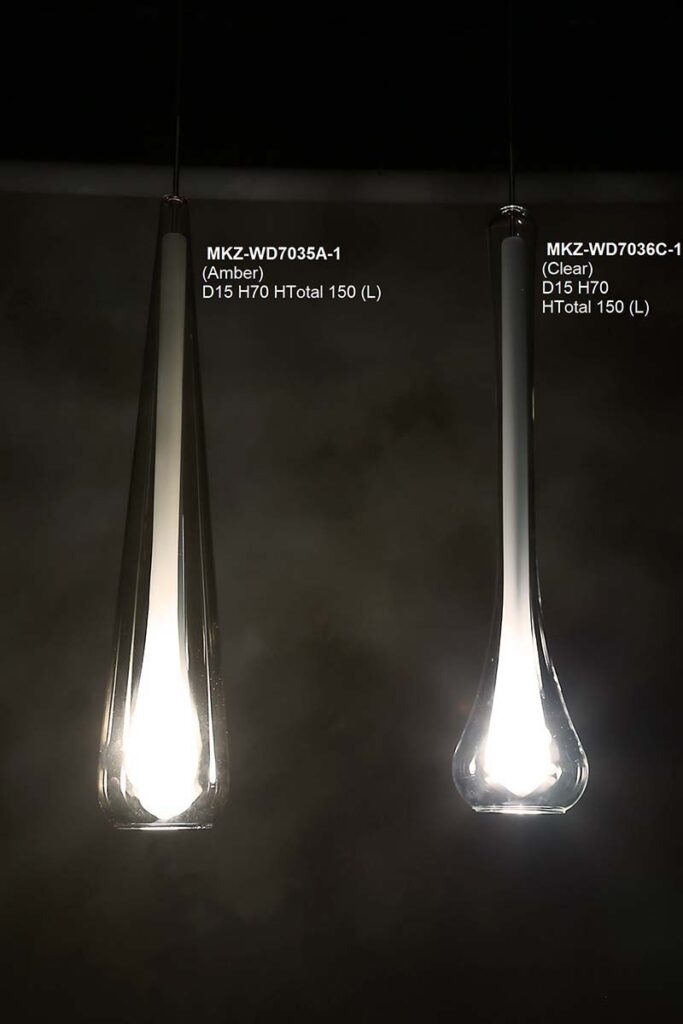 MKZ-WD7035A-1
(Amber)
D15 H70 HTotal 150 (L)
MKZ-WD7036C-1
(Clear)
D15 H70
HTotal 150 (L)